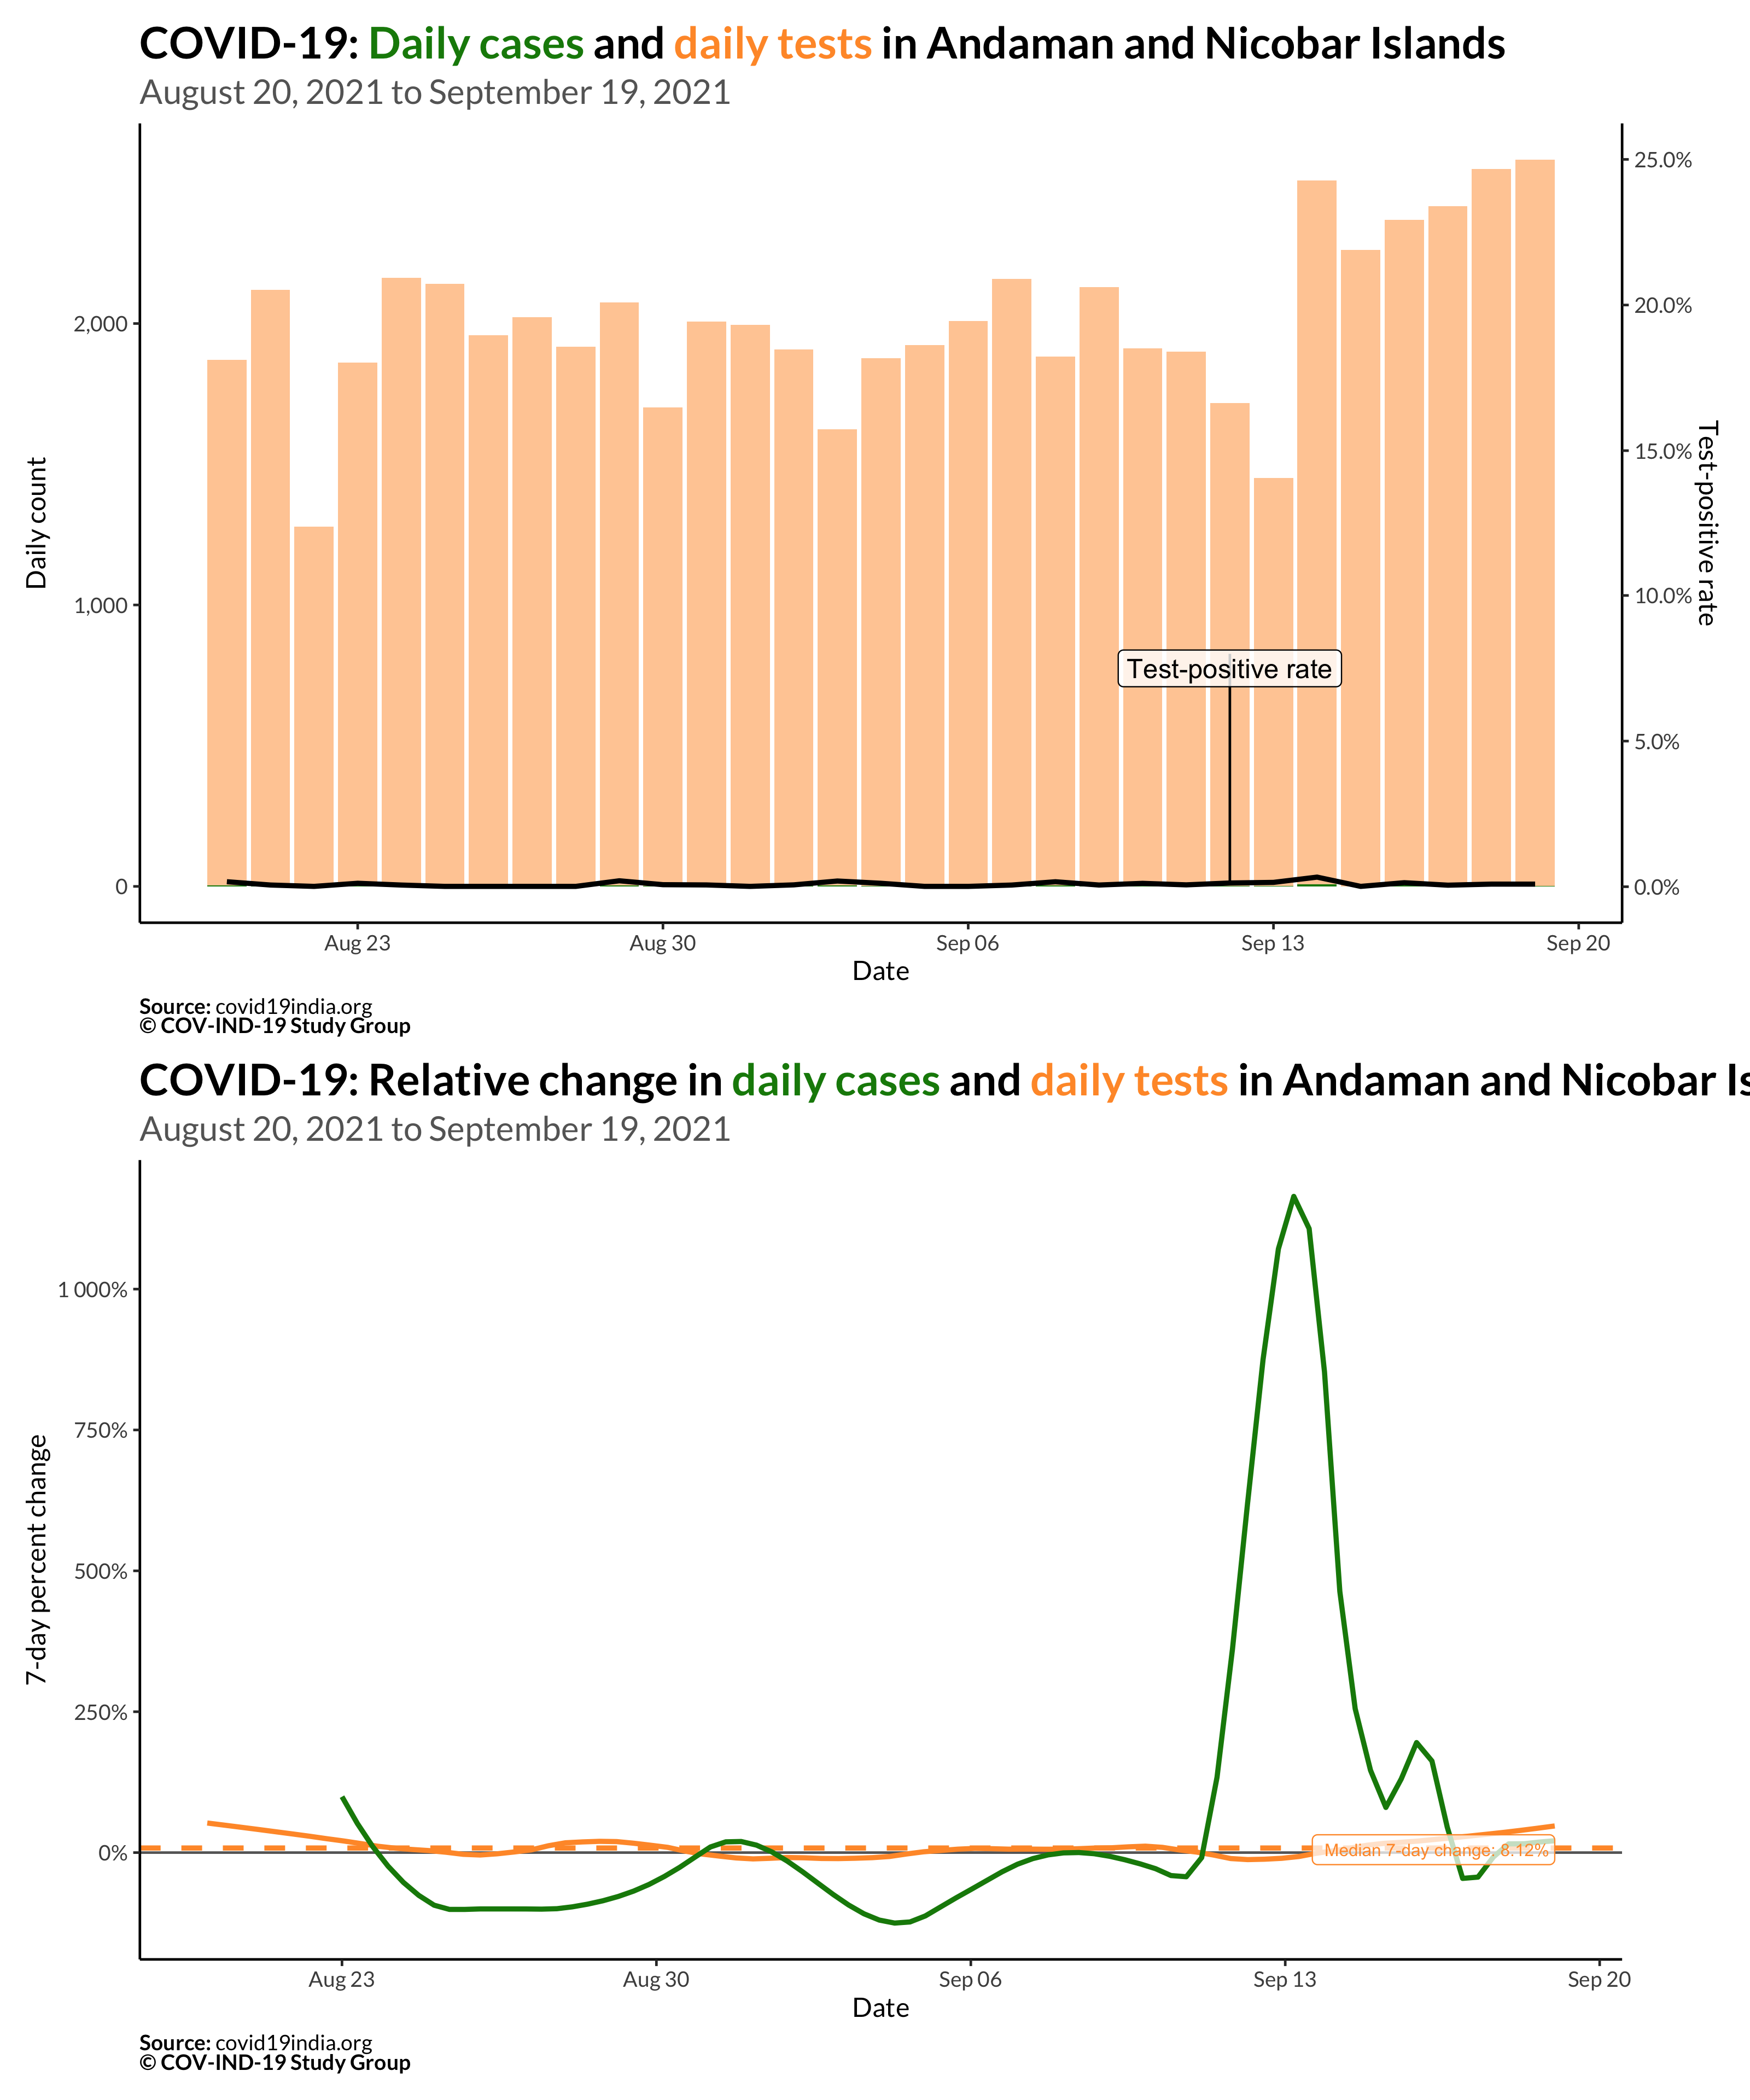 COVID-19: Daily cases and daily tests in Andaman and Nicobar Islands
August 20, 2021 to September 19, 2021
Daily count
2,000
1,000
0
25.0%
20.0%
15.0%
10.0%
5.0%
0.0%
Test-positive rate
Test-positive rate
Aug 23
Aug 30
Sep 06
Sep 13
Sep 20
Date
Source: covid19india.org
© COV-IND-19 Study Group
COVID-19: Relative change in daily cases and daily tests in Andaman and Nicobar Is
August 20, 2021 to September 19, 2021
7-day percent change
1 000%
750%
500%
250%
0%
Median 7-day change: 8.12%
Aug 23
Aug 30
Sep 06
Sep 13
Sep 20
Date
Source: covid19india.org
© COV-IND-19 Study Group